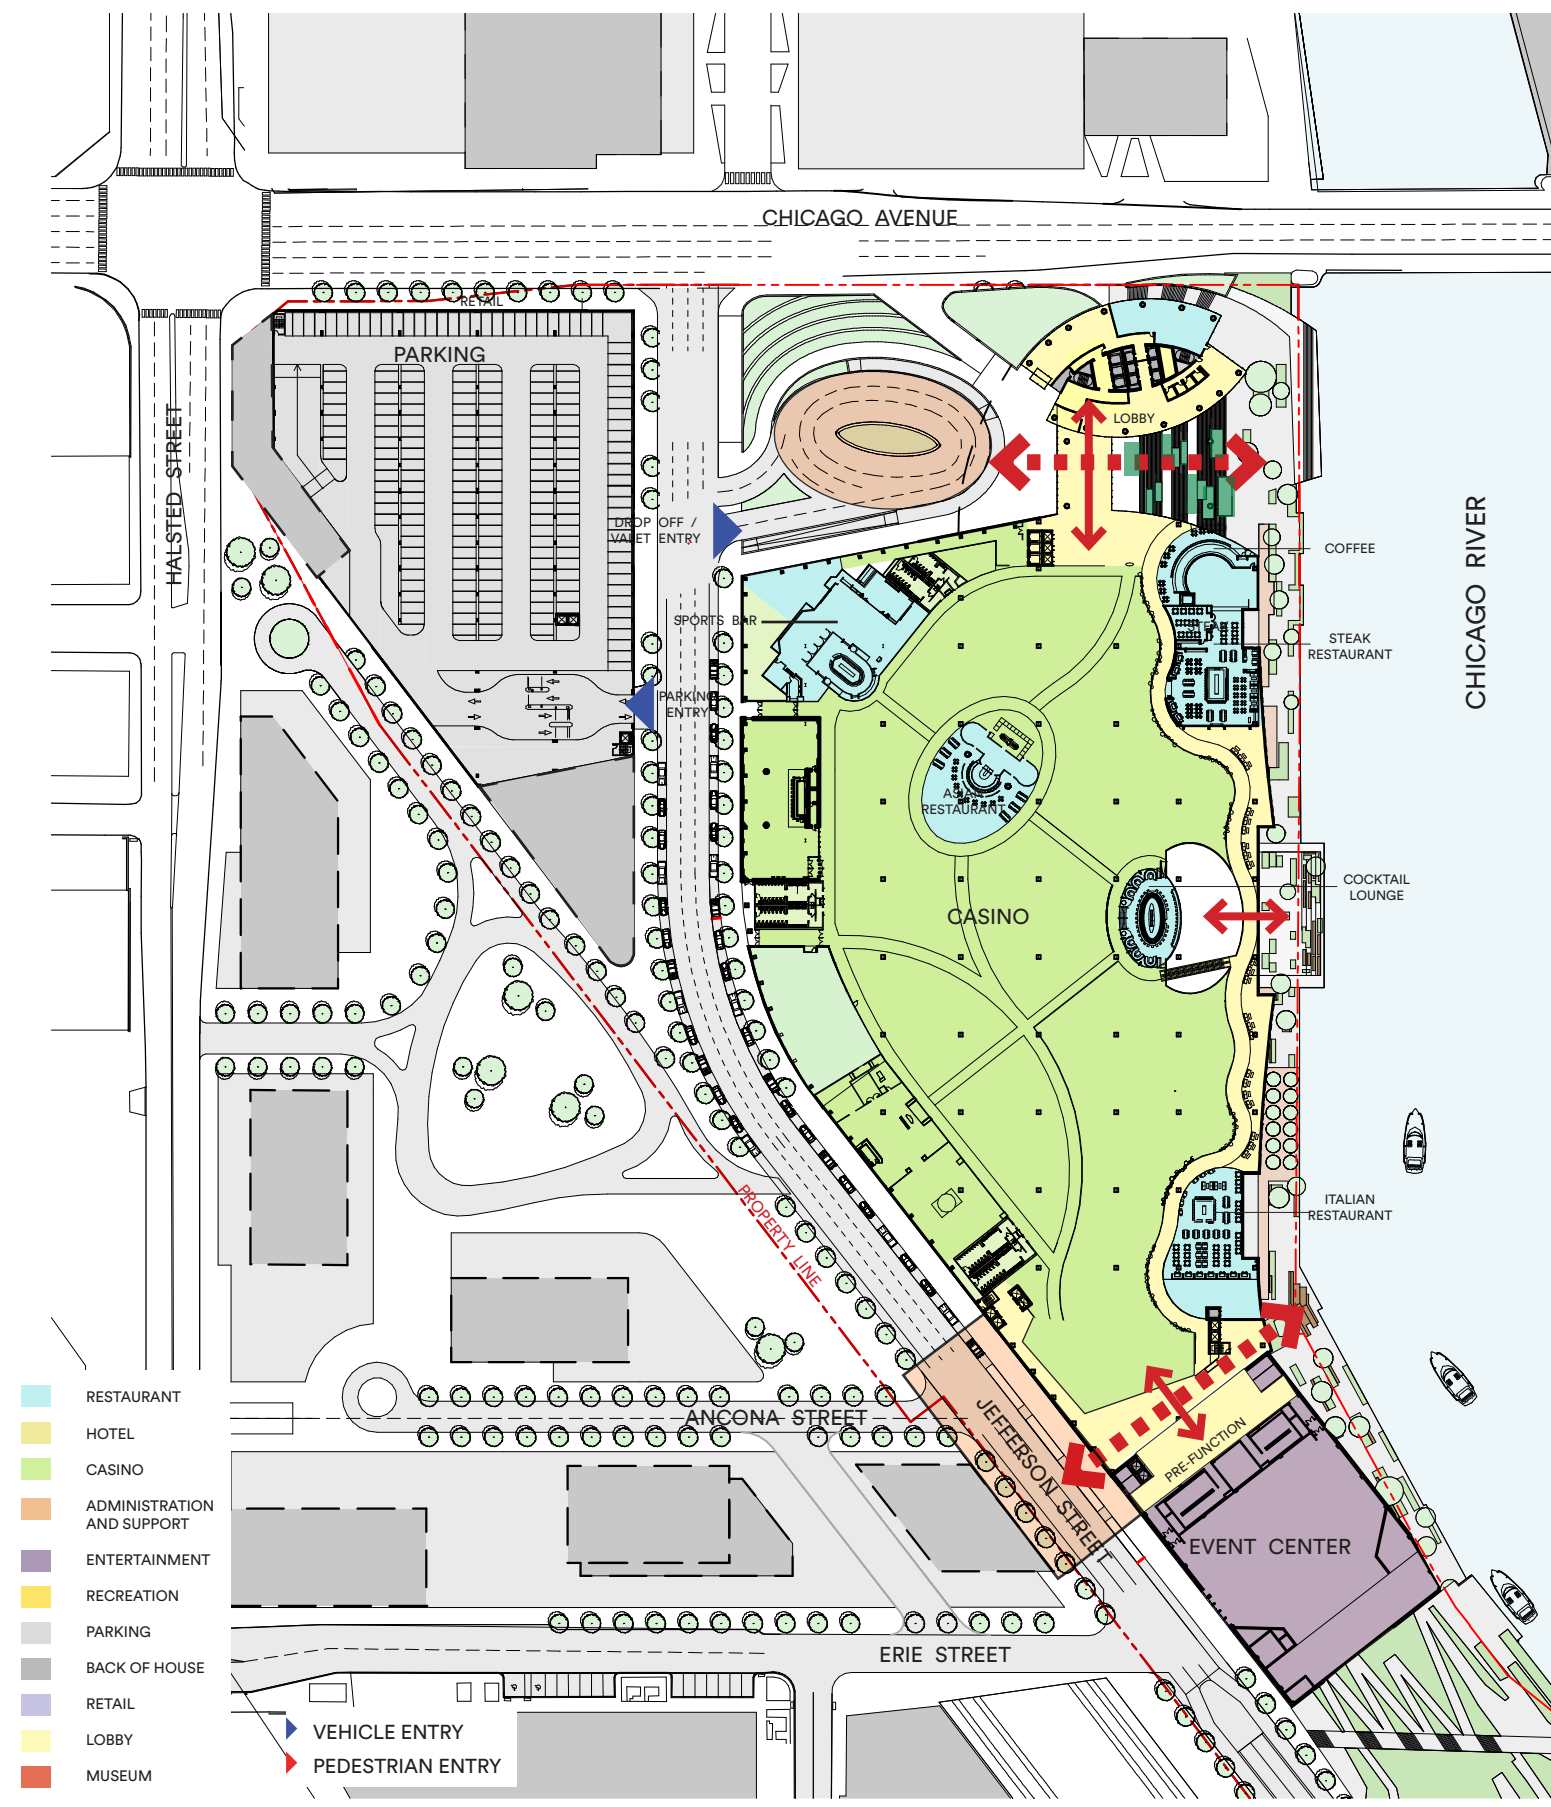 CHICAGO AVENUE
RETAIL
PARKING
HALSTED STREET
LOBBY
DROP OFF /
VALET ENTRY
COFFEE
CHICAGO RIVER
SPORTS BAR
STEAK
RESTAURANT
PARKING
ENTRY
ASIAN
RESTAURANT
COCKTAIL
LOUNGE
CASINO
PROPERTY LINE
ITALIAN
RESTAURANT
ANCONA STREET
JEFFERSON STREET
PRE-FUNCTION
EVENT CENTER
ERIE STREET
RESTAURANT
HOTEL
CASINO
ADMINISTRATION
AND SUPPORT
ENTERTAINMENT
RECREATION
PARKING
BACK OF HOUSE
RETAIL
LOBBY
MUSEUM
VEHICLE ENTRY
PEDESTRIAN ENTRY